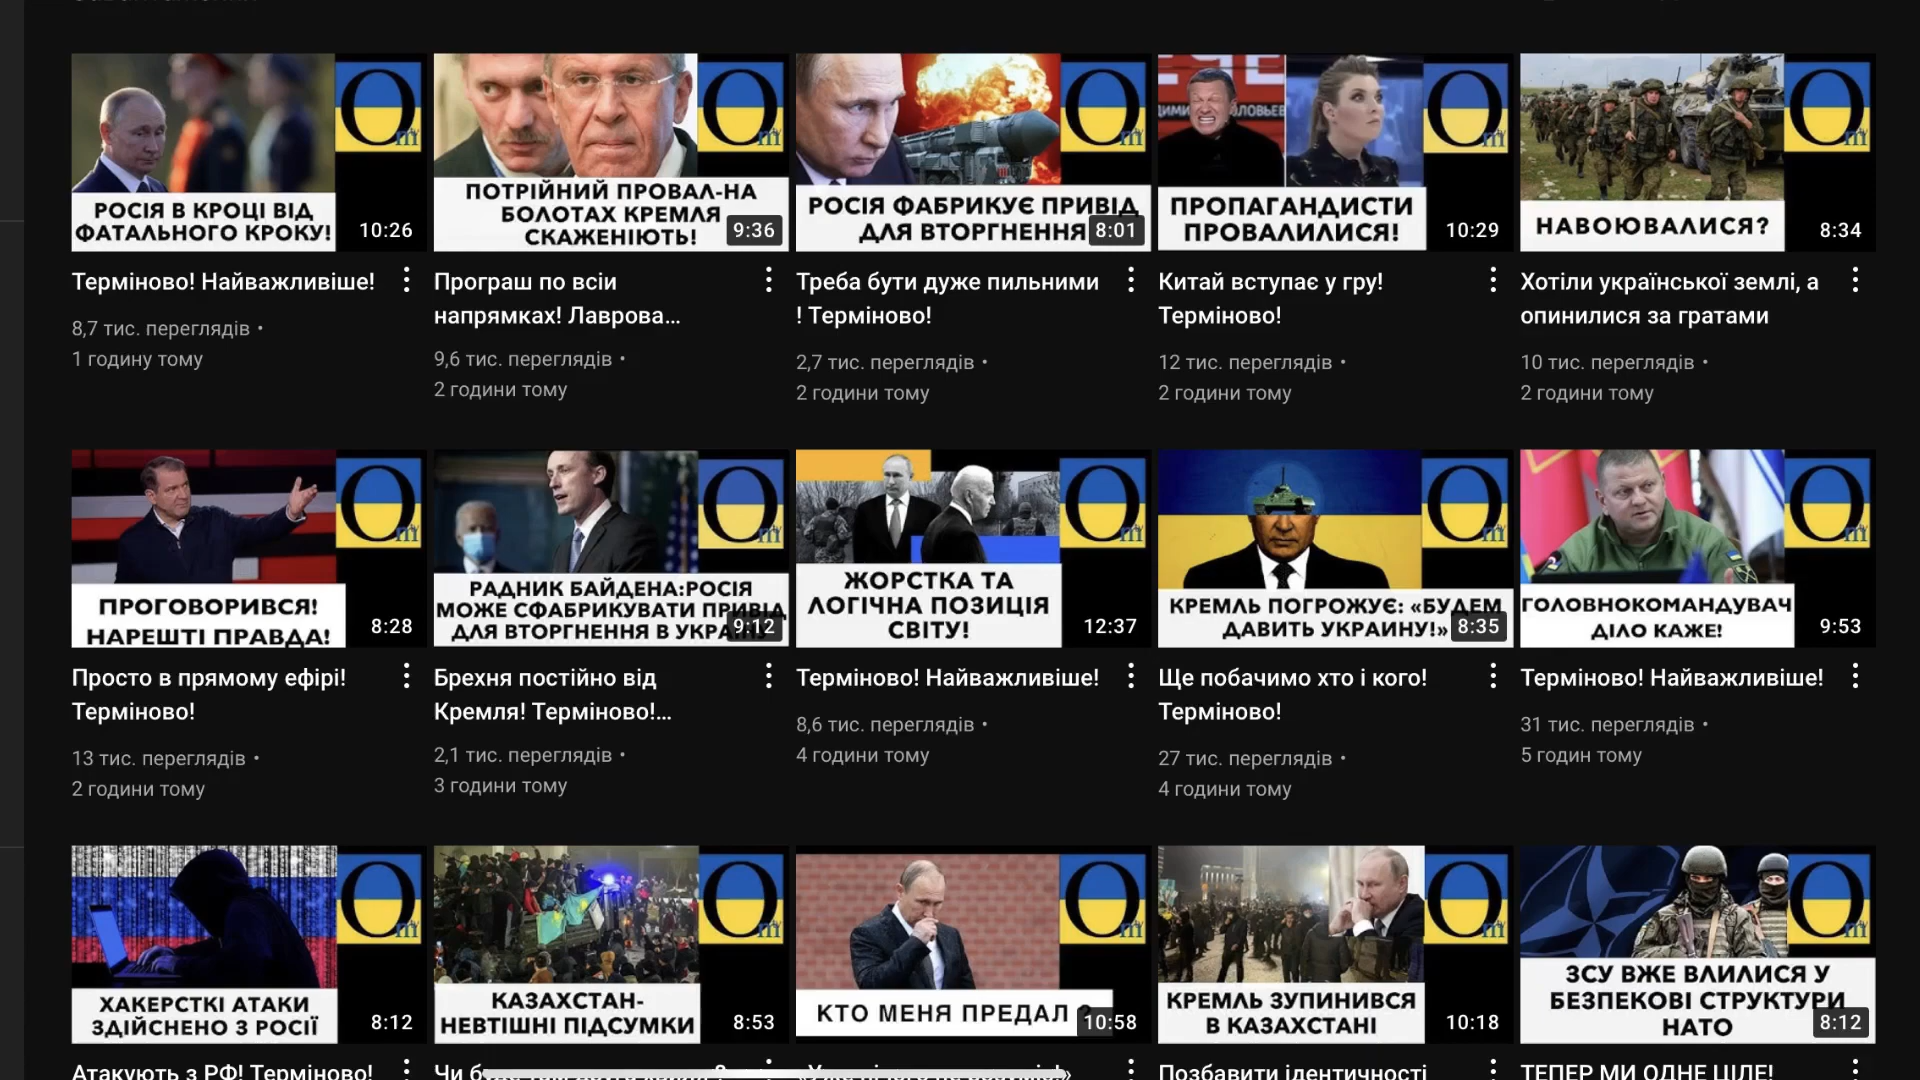 РОСІЯ В КРОЦІ ВІД
ФАТАЛЬНОГО КРОКУ!
10:26
Терміново! Найважливіше!
8,7 тис. переглядів •
1 годину тому
ПОТРІЙНИЙ ПРОВАЛ-НА
БОЛОТАХ КРЕМЛЯ
СКАЖЕНІЮТЬ!
9:36
Програш по всіи
напрямках! Лаврова...
9,6 тис. переглядів •
2 години тому
РОСІЯ ФАБРИКУЄ ПРИВІД
ДЛЯ ВТОРГНЕННЯ
8:01
Треба бути дуже пильними
! Терміново!
2,7 тис. переглядів •
2 години тому
ПРОПАГАНДИСТИ
ПРОВАЛИЛИСЯ!
10:29
Китай вступає у гру!
Терміново!
12 тис. переглядів •
2 години тому
НАВОЮВАЛИСЯ?
8:34
Хотіли української землі, а
опинилися за гратами
10 тис. переглядів •
2 години тому
ПРОГОВОРИВСЯ!
НАРЕШТІ ПРАВДА!
8:28
Просто в прямому ефірі!
Терміново!
13 тис. переглядів •
2 години тому
РАДНИК БАЙДЕНА:РОСІЯ
МОЖЕ СФАБРИКУВАТИ ПРИВІД
ДЛЯ ВТОРГНЕННЯ В УКРАЇНУ
9:12
Брехня постійно від
Кремля! Терміново!...
2,1 тис. переглядів •
3 години тому
ЖОРСТКА ТА
ЛОГІЧНА ПОЗИЦІЯ
СВІТУ!
12:37
Терміново! Найважливіше!
8,6 тис. переглядів •
4 години тому
КРЕМЛЬ ПОГРОЖУЄ: «БУДЕМ
ДАВИТЬ УКРАИНУ!»
8:35
Ще побачимо хто і кого!
Терміново!
27 тис. переглядів •
4 години тому
ГОЛОВНОКОМАНДУВАЧ
ДІЛО КАЖЕ!
9:53
Терміново! Найважливіше!
31 тис. переглядів •
5 годин тому
ХАКЕРСТКІ АТАКИ
ЗДІЙСНЕНО З РОСІЇ
8:12
Атакують з РФ! Терміново!
КАЗАХСТАН-
НЕВТІШНІ ПІДСУМКИ
8:53
Чи
КТО МЕНЯ ПРЕДАЛ ?
10:58
КРЕМЛЬ ЗУПИНИВСЯ
В КАЗАХСТАНІ
10:18
Позбавити ідентичності
ЗСУ ВЖЕ ВЛИЛИСЯ У
БЕЗПЕКОВІ СТРУКТУРИ
НАТО
8:12
ТЕПЕР МИ ОДНЕ ЦІЛЕ!